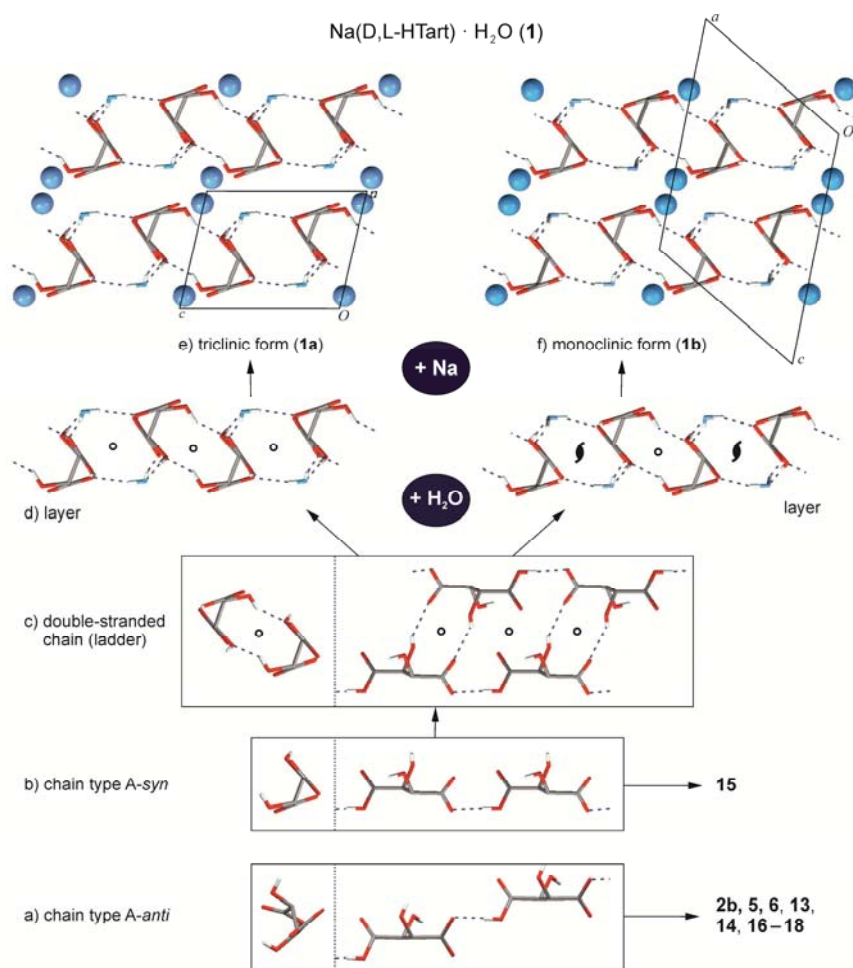 Na(D,L-HTart) · H₂O (1)
a
O
a
c
O
c
e) triclinic form (1a)
f) monoclinic form (1b)
+ Na
+ H₂O
d) layer
layer
c) double-stranded
chain (ladder)
b) chain type A-syn
15
a) chain type A-anti
2b, 5, 6, 13,
14, 16–18